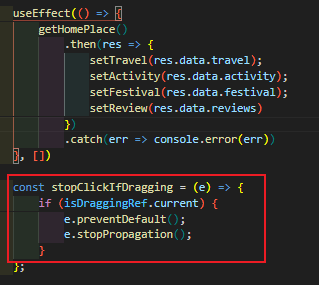 useEffect(() => {
    getHomePlace()
        .then(res => {
            setTravel(res.data.travel);
            setActivity(res.data.activity);
            setFestival(res.data.festival);
            setReview(res.data.reviews)
        })
        .catch(err => console.error(err))
}, [])
const stopClickIfDragging = (e) => {
    if (isDraggingRef.current) {
        e.preventDefault();
        e.stopPropagation();
    }
};